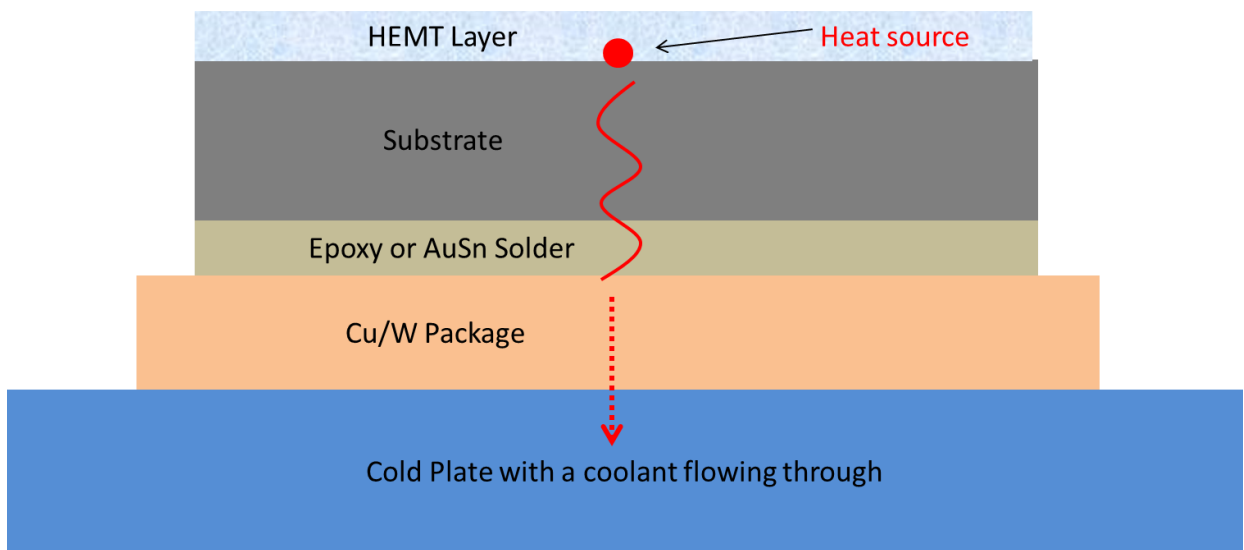 HEMT Layer
Heat source
Substrate
Epoxy or AuSn Solder
Cu/W Package
Cold Plate with a coolant flowing through